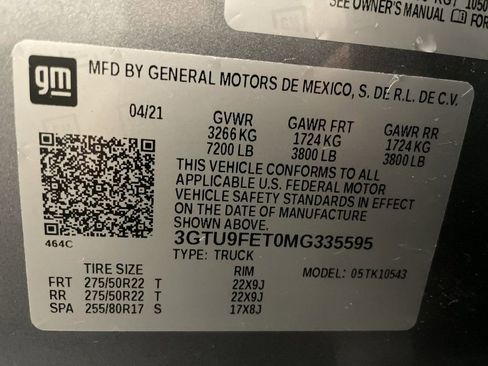 RGT 1050
SEE OWNER'S MANUAL FOR
gm
MFD BY GENERAL MOTORS DE MEXICO, S. DE R.L. DE C.V.
04/21 GVWR GAWR FRT GAWR RR
3266 KG 1724 KG 1724 KG
7200 LB 3800 LB 3800 LB
THIS VEHICLE CONFORMS TO ALL
APPLICABLE U.S. FEDERAL MOTOR
VEHICLE SAFETY STANDARDS IN EFFECT
ON THE DATE OF MANUFACTURE
SHOWN ABOVE.
464C 3GTU9FET0MG335595
TYPE: TRUCK
TIRE SIZE RIM MODEL: 05TK10543
FRT 275/50R22 T 22X9J
RR 275/50R22 T 22X9J
SPA 255/80R17 S 17X8J